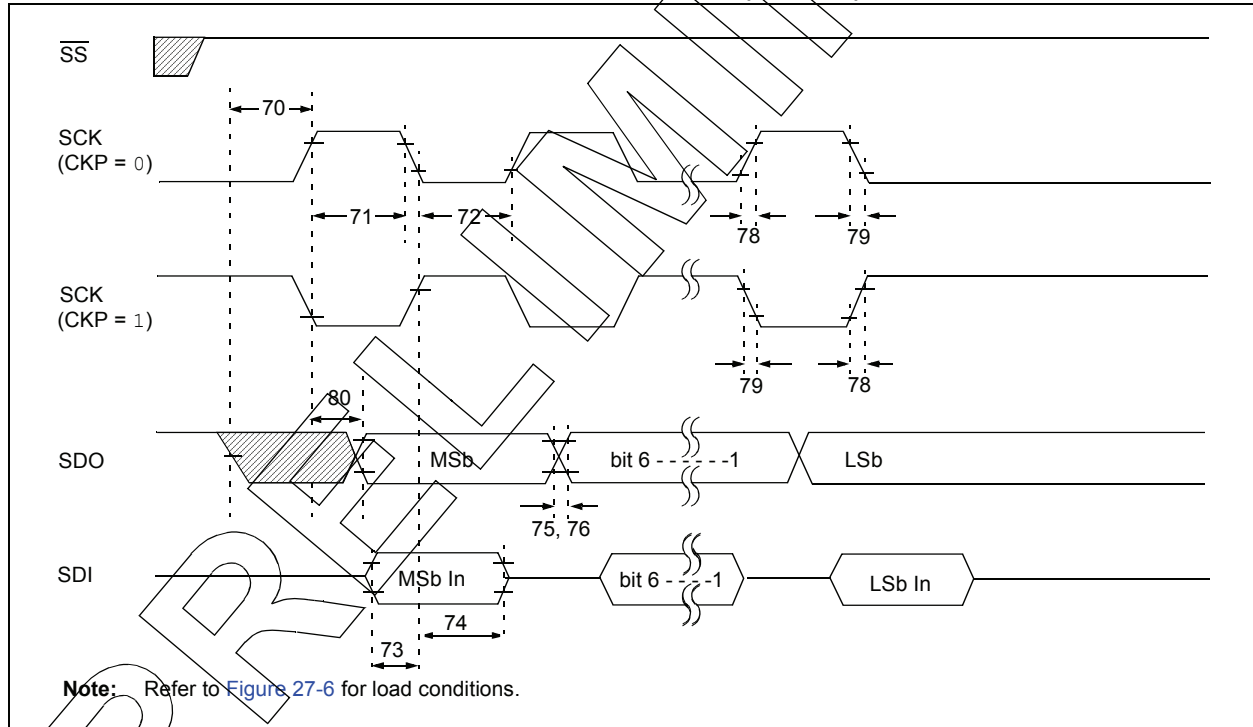 SS
70
SCK
(CKP = 0)
71
72
78
79
SCK
(CKP = 1)
79
78
80
SDO
MSb
bit 6 - - - - - -1
LSb
75, 76
SDI
MSb In
bit 6 - - - -1
LSb In
74
73
Note: Refer to Figure 27-6 for load conditions.
PRELIMIN